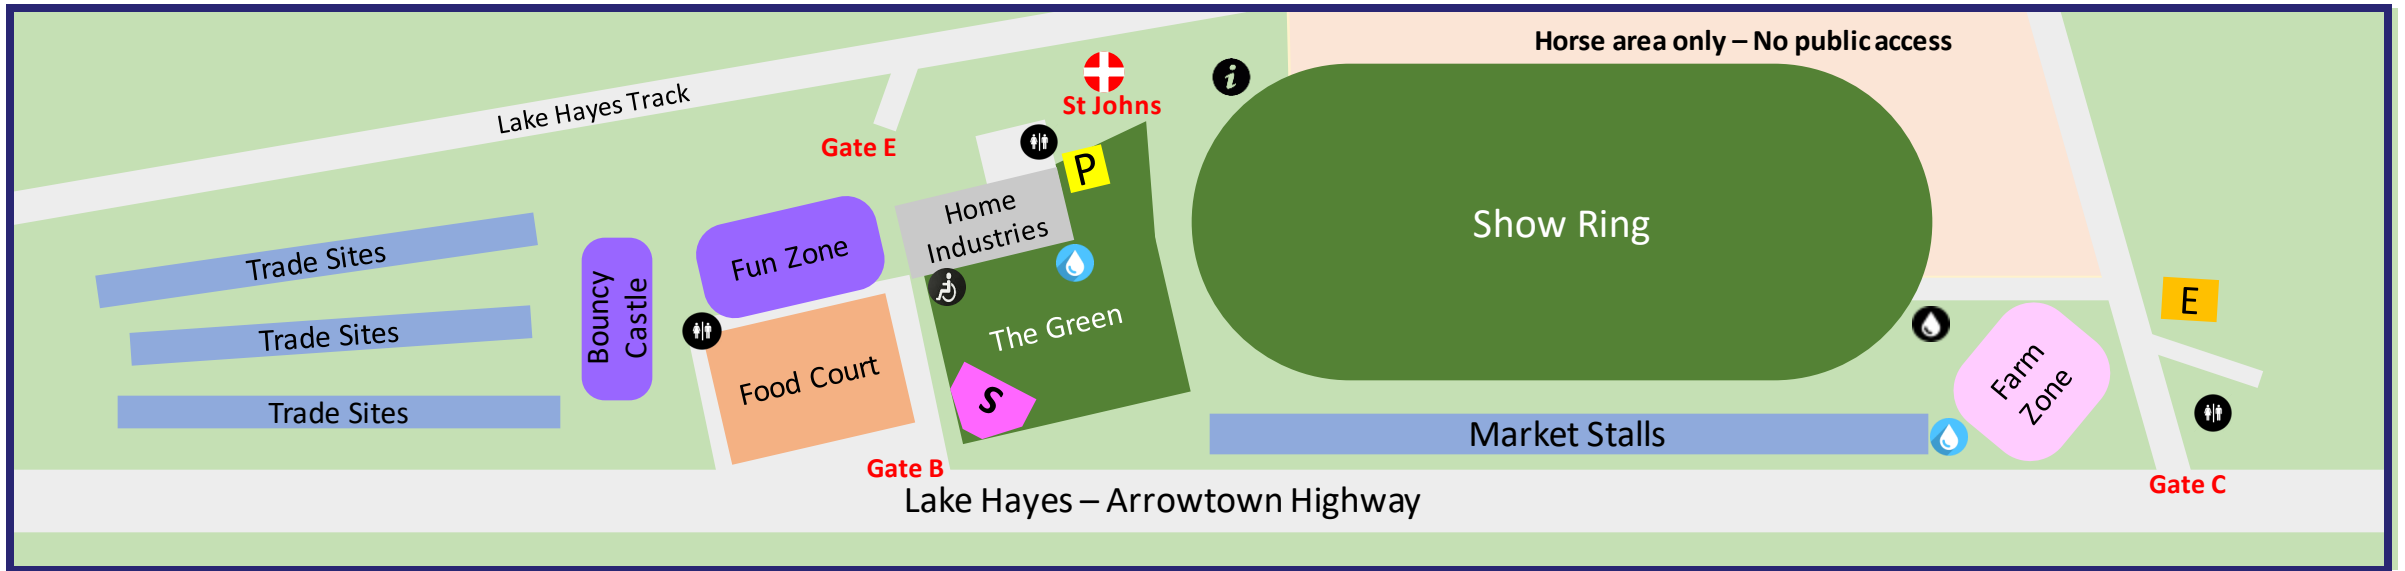 Horse area only – No public access
i
St Johns
Lake Hayes Track
Gate E
P
Home
Industries
Show Ring
Fun Zone
Trade Sites
Trade Sites
Trade Sites
Bouncy
Castle
The Green
Food Court
S
E
Farm
Zone
Market Stalls
Gate B
Gate C
Lake Hayes – Arrowtown Highway